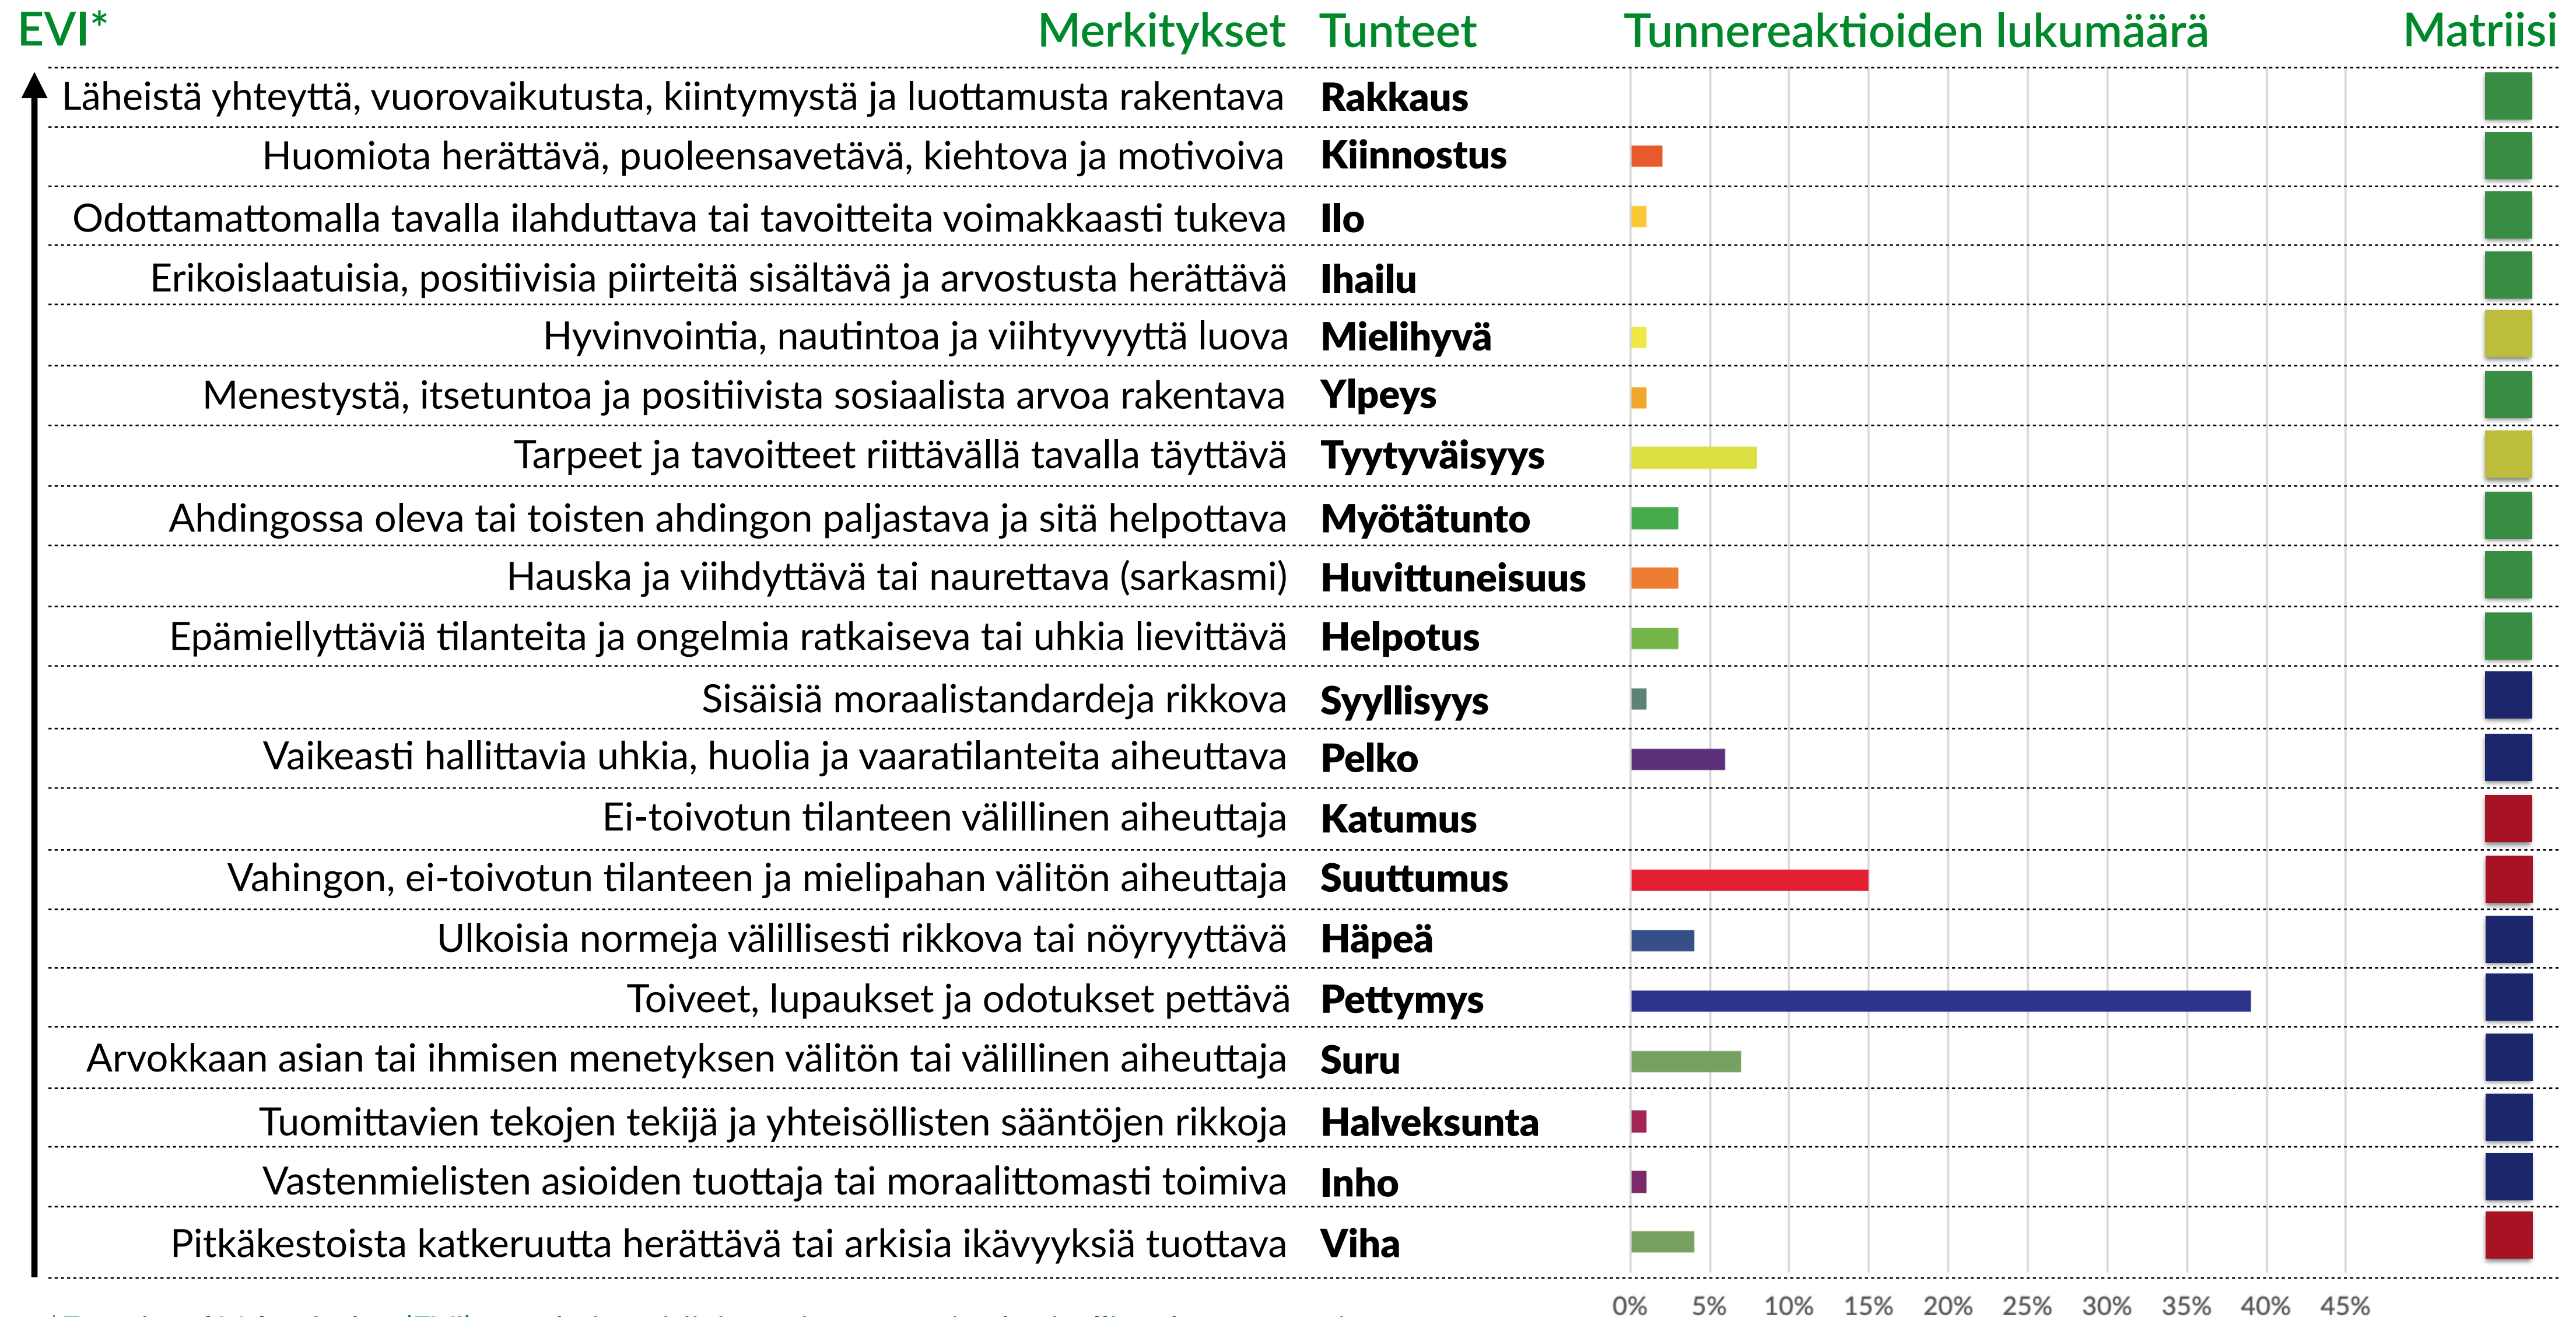 EVI* Merkitykset Tunteet Tunnereaktioiden lukumäärä Matriisi
Läheistä yhteyttä, vuorovaikutusta, kiintymystä ja luottamusta rakentava Rakkaus
Huomiota herättävä, puoleensavetävä, kiehtova ja motivoiva Kiinnostus
Odottamattomalla tavalla ilahduttava tai tavoitteita voimakkaasti tukeva Ilo
Erikoislaatuisia, positiivisia piirteitä sisältävä ja arvostusta herättävä Ihailu
Hyvinvointia, nautintoa ja viihtyvyyttä luova Mielihyvä
Menestystä, itsetuntoa ja positiivista sosiaalista arvoa rakentava Ylpeys
Tarpeet ja tavoitteet riittävällä tavalla täyttävä Tyytyväisyys
Ahdingossa oleva tai toisten ahdingon paljastava ja sitä helpottava Myötätunto
Hauska ja viihdyttävä tai naurettava (sarkasmi) Huvittuneisuus
Epämiellyttäviä tilanteita ja ongelmia ratkaiseva tai uhkia lievittävä Helpotus
Sisäisiä moraalistandardeja rikkova Syyllisyys
Vaikeasti hallittavia uhkia, huolia ja vaaratilanteita aiheuttava Pelko
Ei-toivotun tilanteen välillinen aiheuttaja Katumus
Vahingon, ei-toivotun tilanteen ja mielipahan välitön aiheuttaja Suuttumus
Ulkoisia normeja välillisesti rikkova tai nöyryyttävä Häpeä
Toiveet, lupaukset ja odotukset pettävä Pettymys
Arvokkaan asian tai ihmisen menetyksen välitön tai välillinen aiheuttaja Suru
Tuomittavien tekojen tekijä ja yhteisöllisten sääntöjen rikkoja Halveksunta
Vastenmielisten asioiden tuottaja tai moraalittomasti toimiva Inho
Pitkäkestoista katkeruutta herättävä tai arkisia ikävyyksiä tuottava Viha
0% 5% 10% 15% 20% 25% 30% 35% 40% 45%